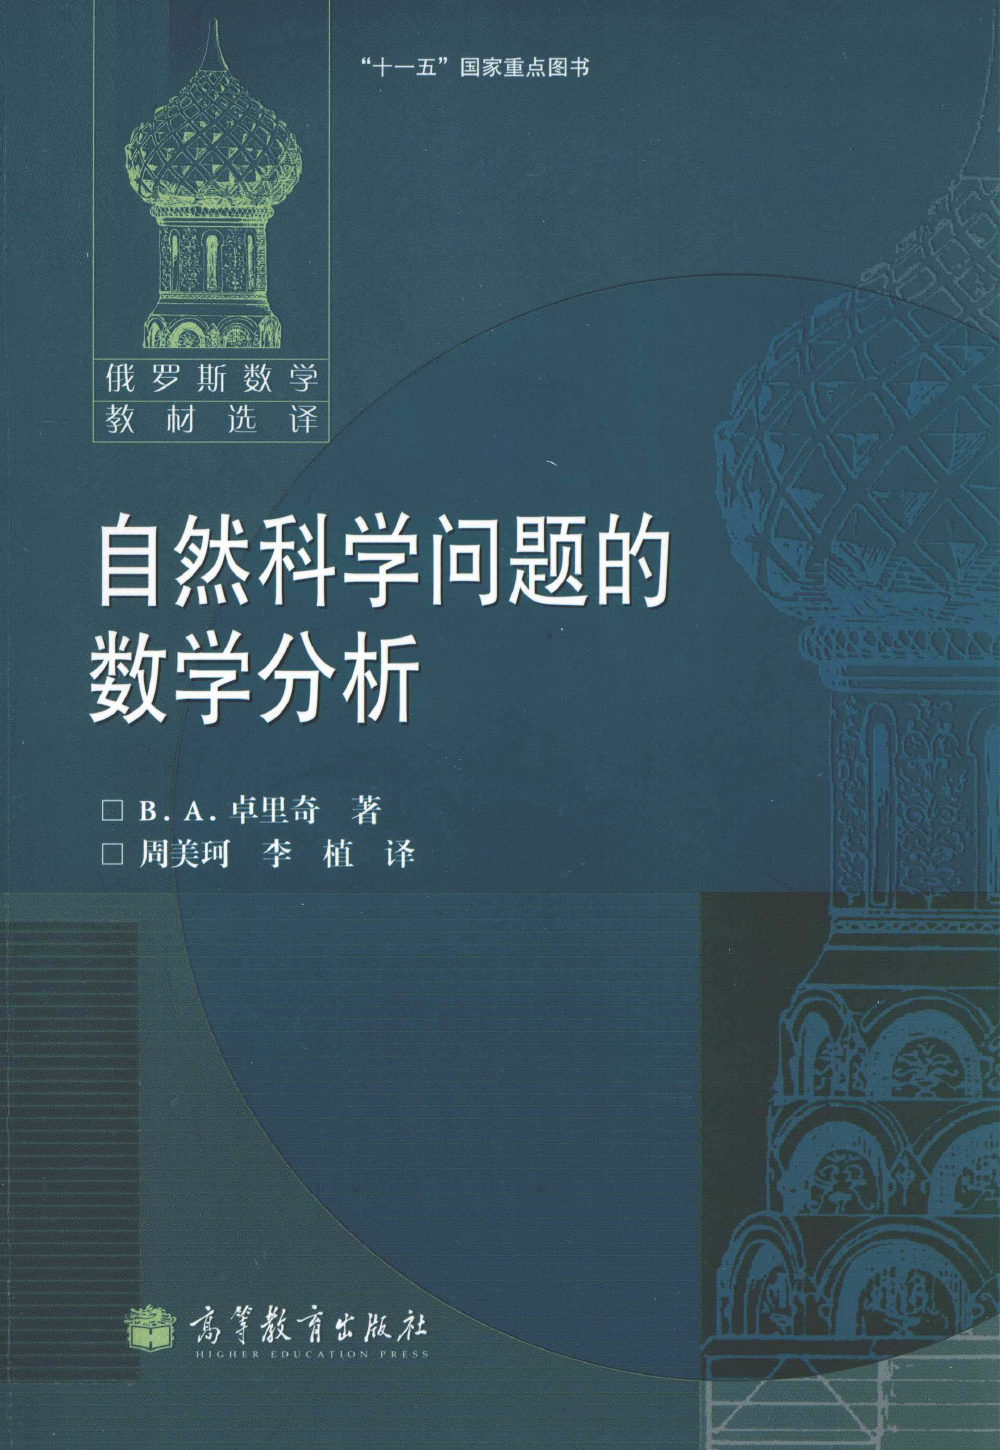 “十一五”国家重点图书
俄罗斯数学
教材选译
自然科学问题的
数学分析
□ B. A. 卓里奇 著
□ 周美珂 李 植 译
高等教育出版社
HIGHER EDUCATION PRESS